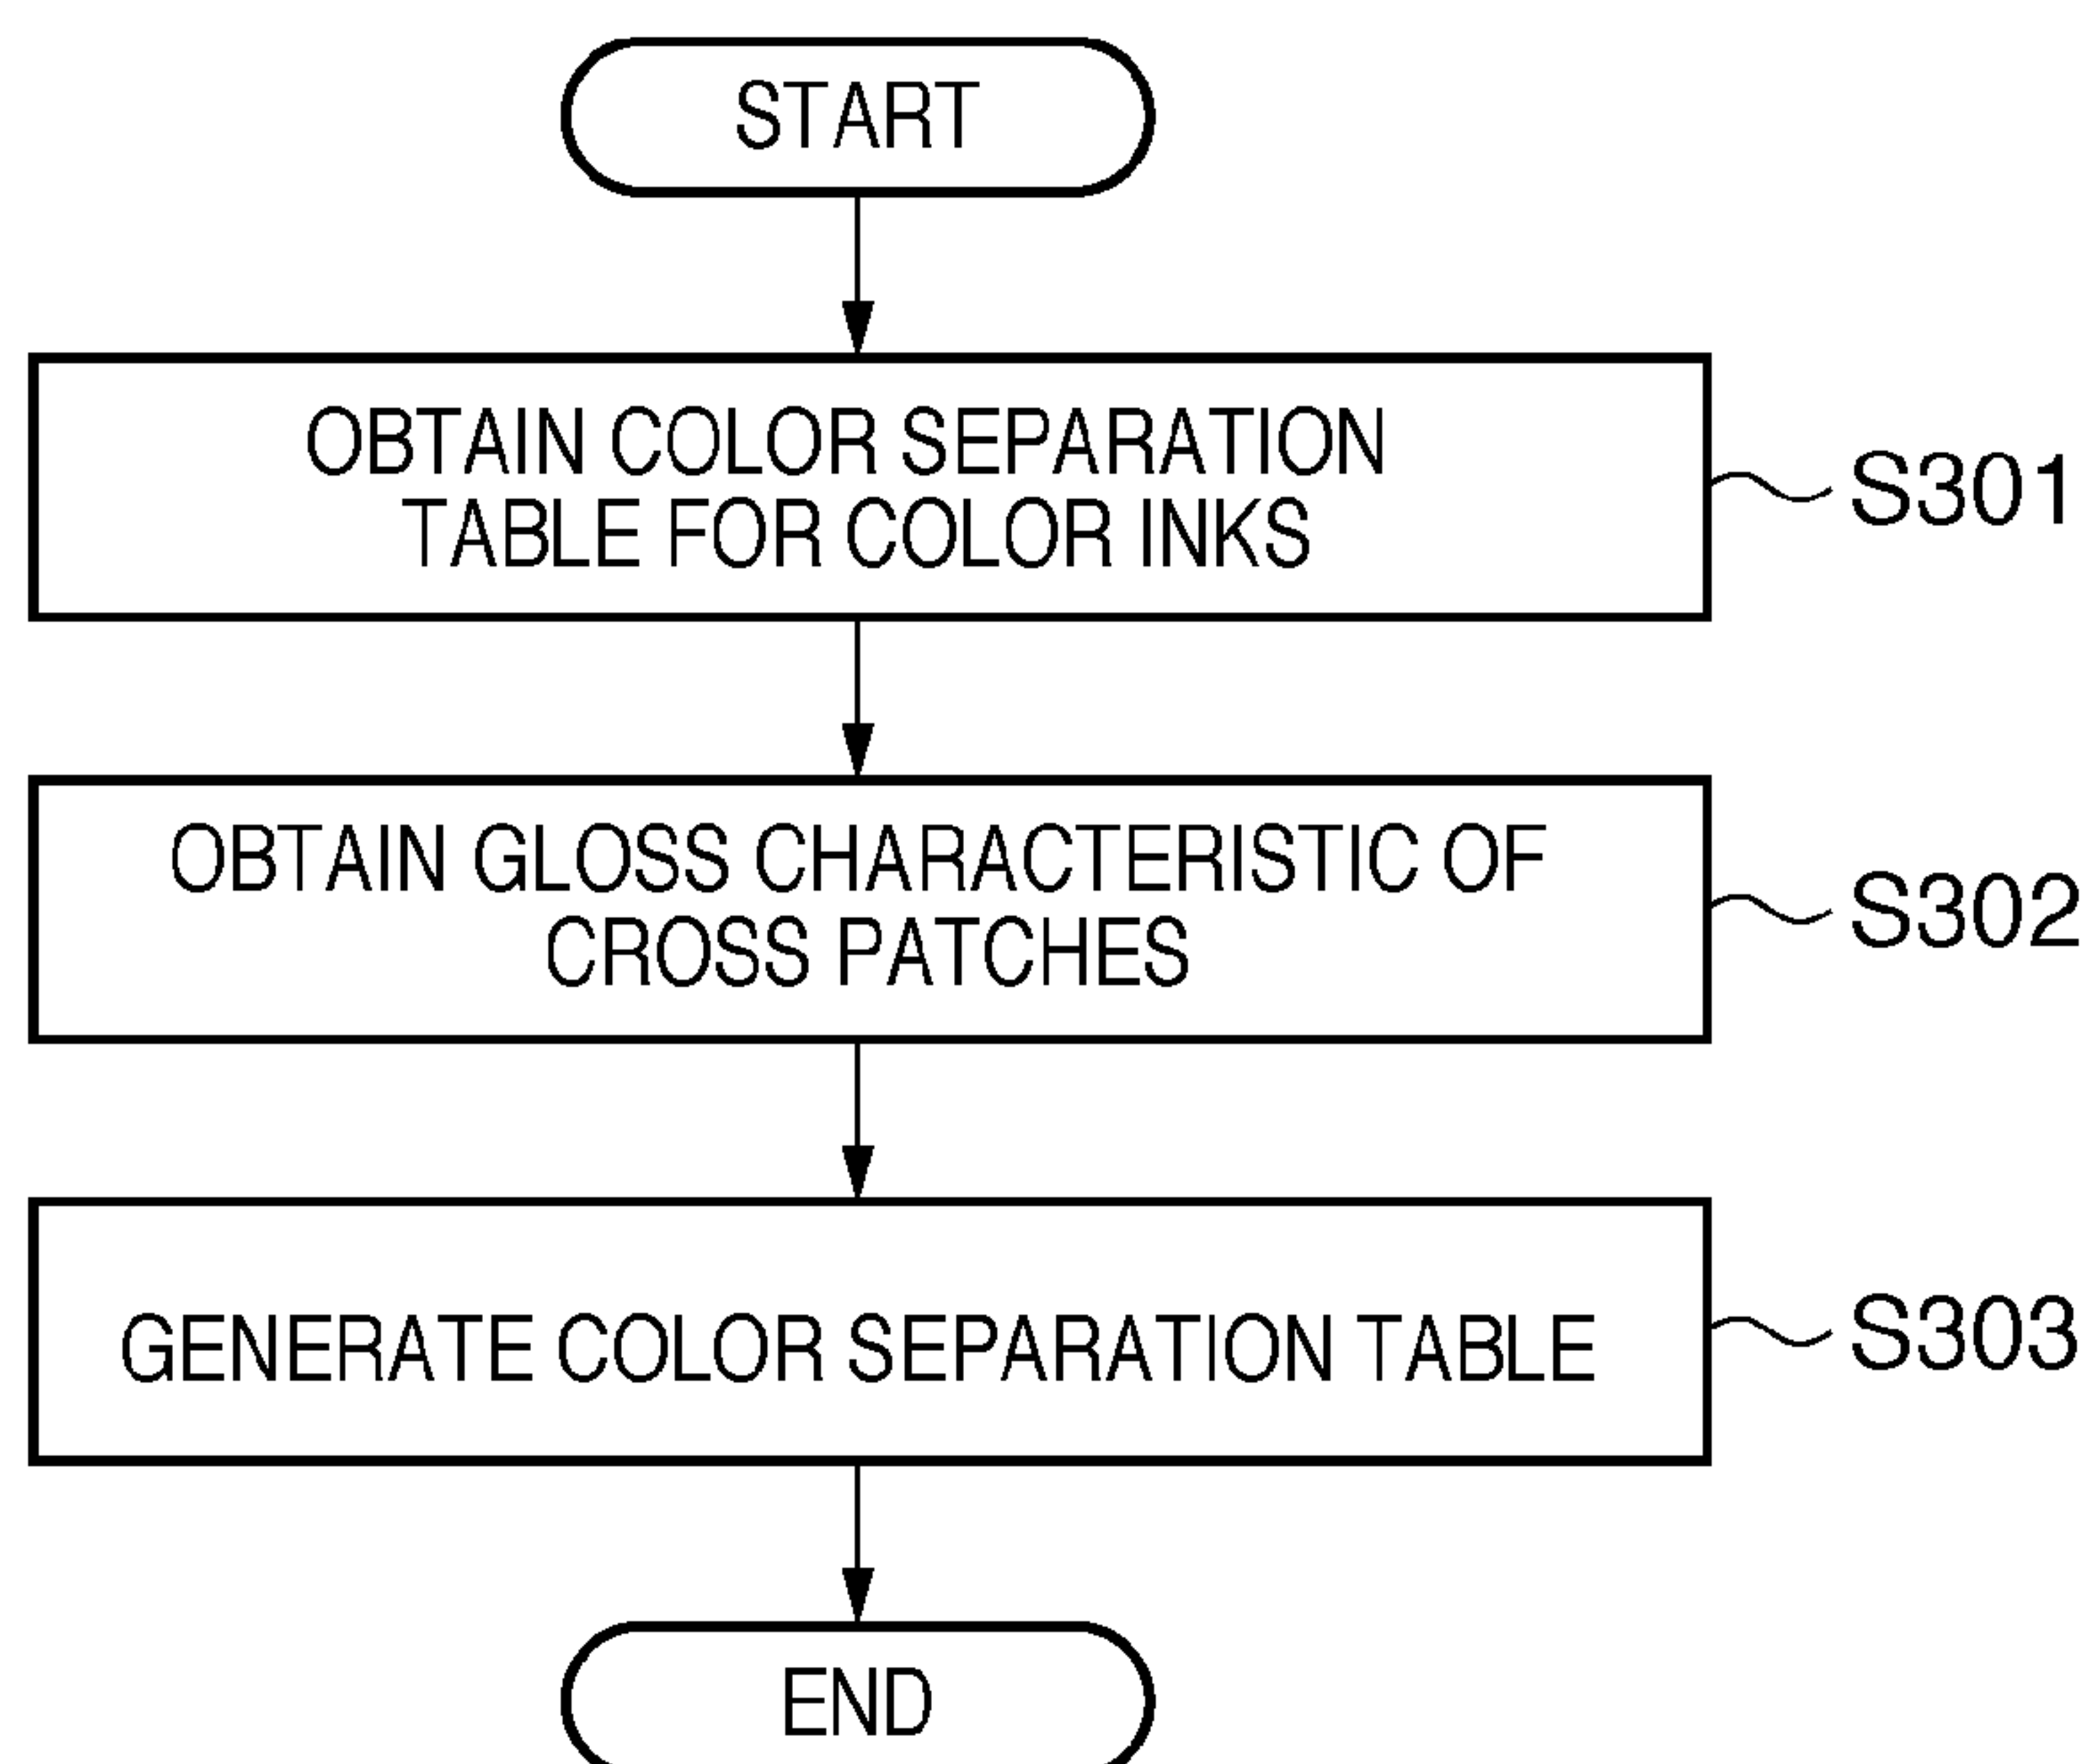 START
OBTAIN COLOR SEPARATION
TABLE FOR COLOR INKS
S301
OBTAIN GLOSS CHARACTERISTIC OF
CROSS PATCHES
S302
GENERATE COLOR SEPARATION TABLE
S303
END